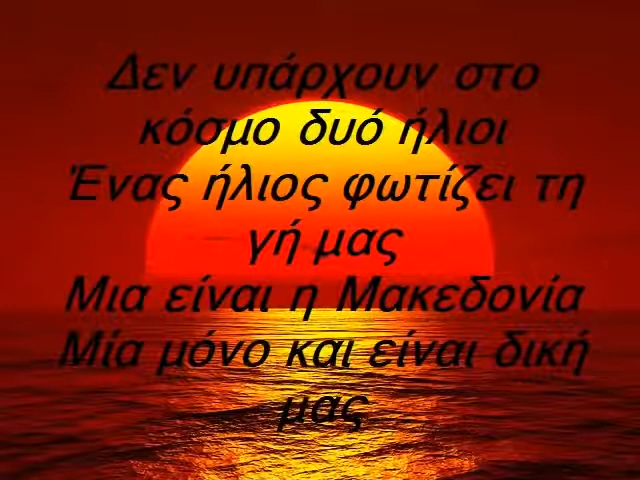 Δεν υπάρχουν στο
κόσμο δυό ήλιοι
Ένας ήλιος φωτίζει τη
γή μας
Μια είναι η Μακεδονία
Μία μόνο και είναι δική
μας